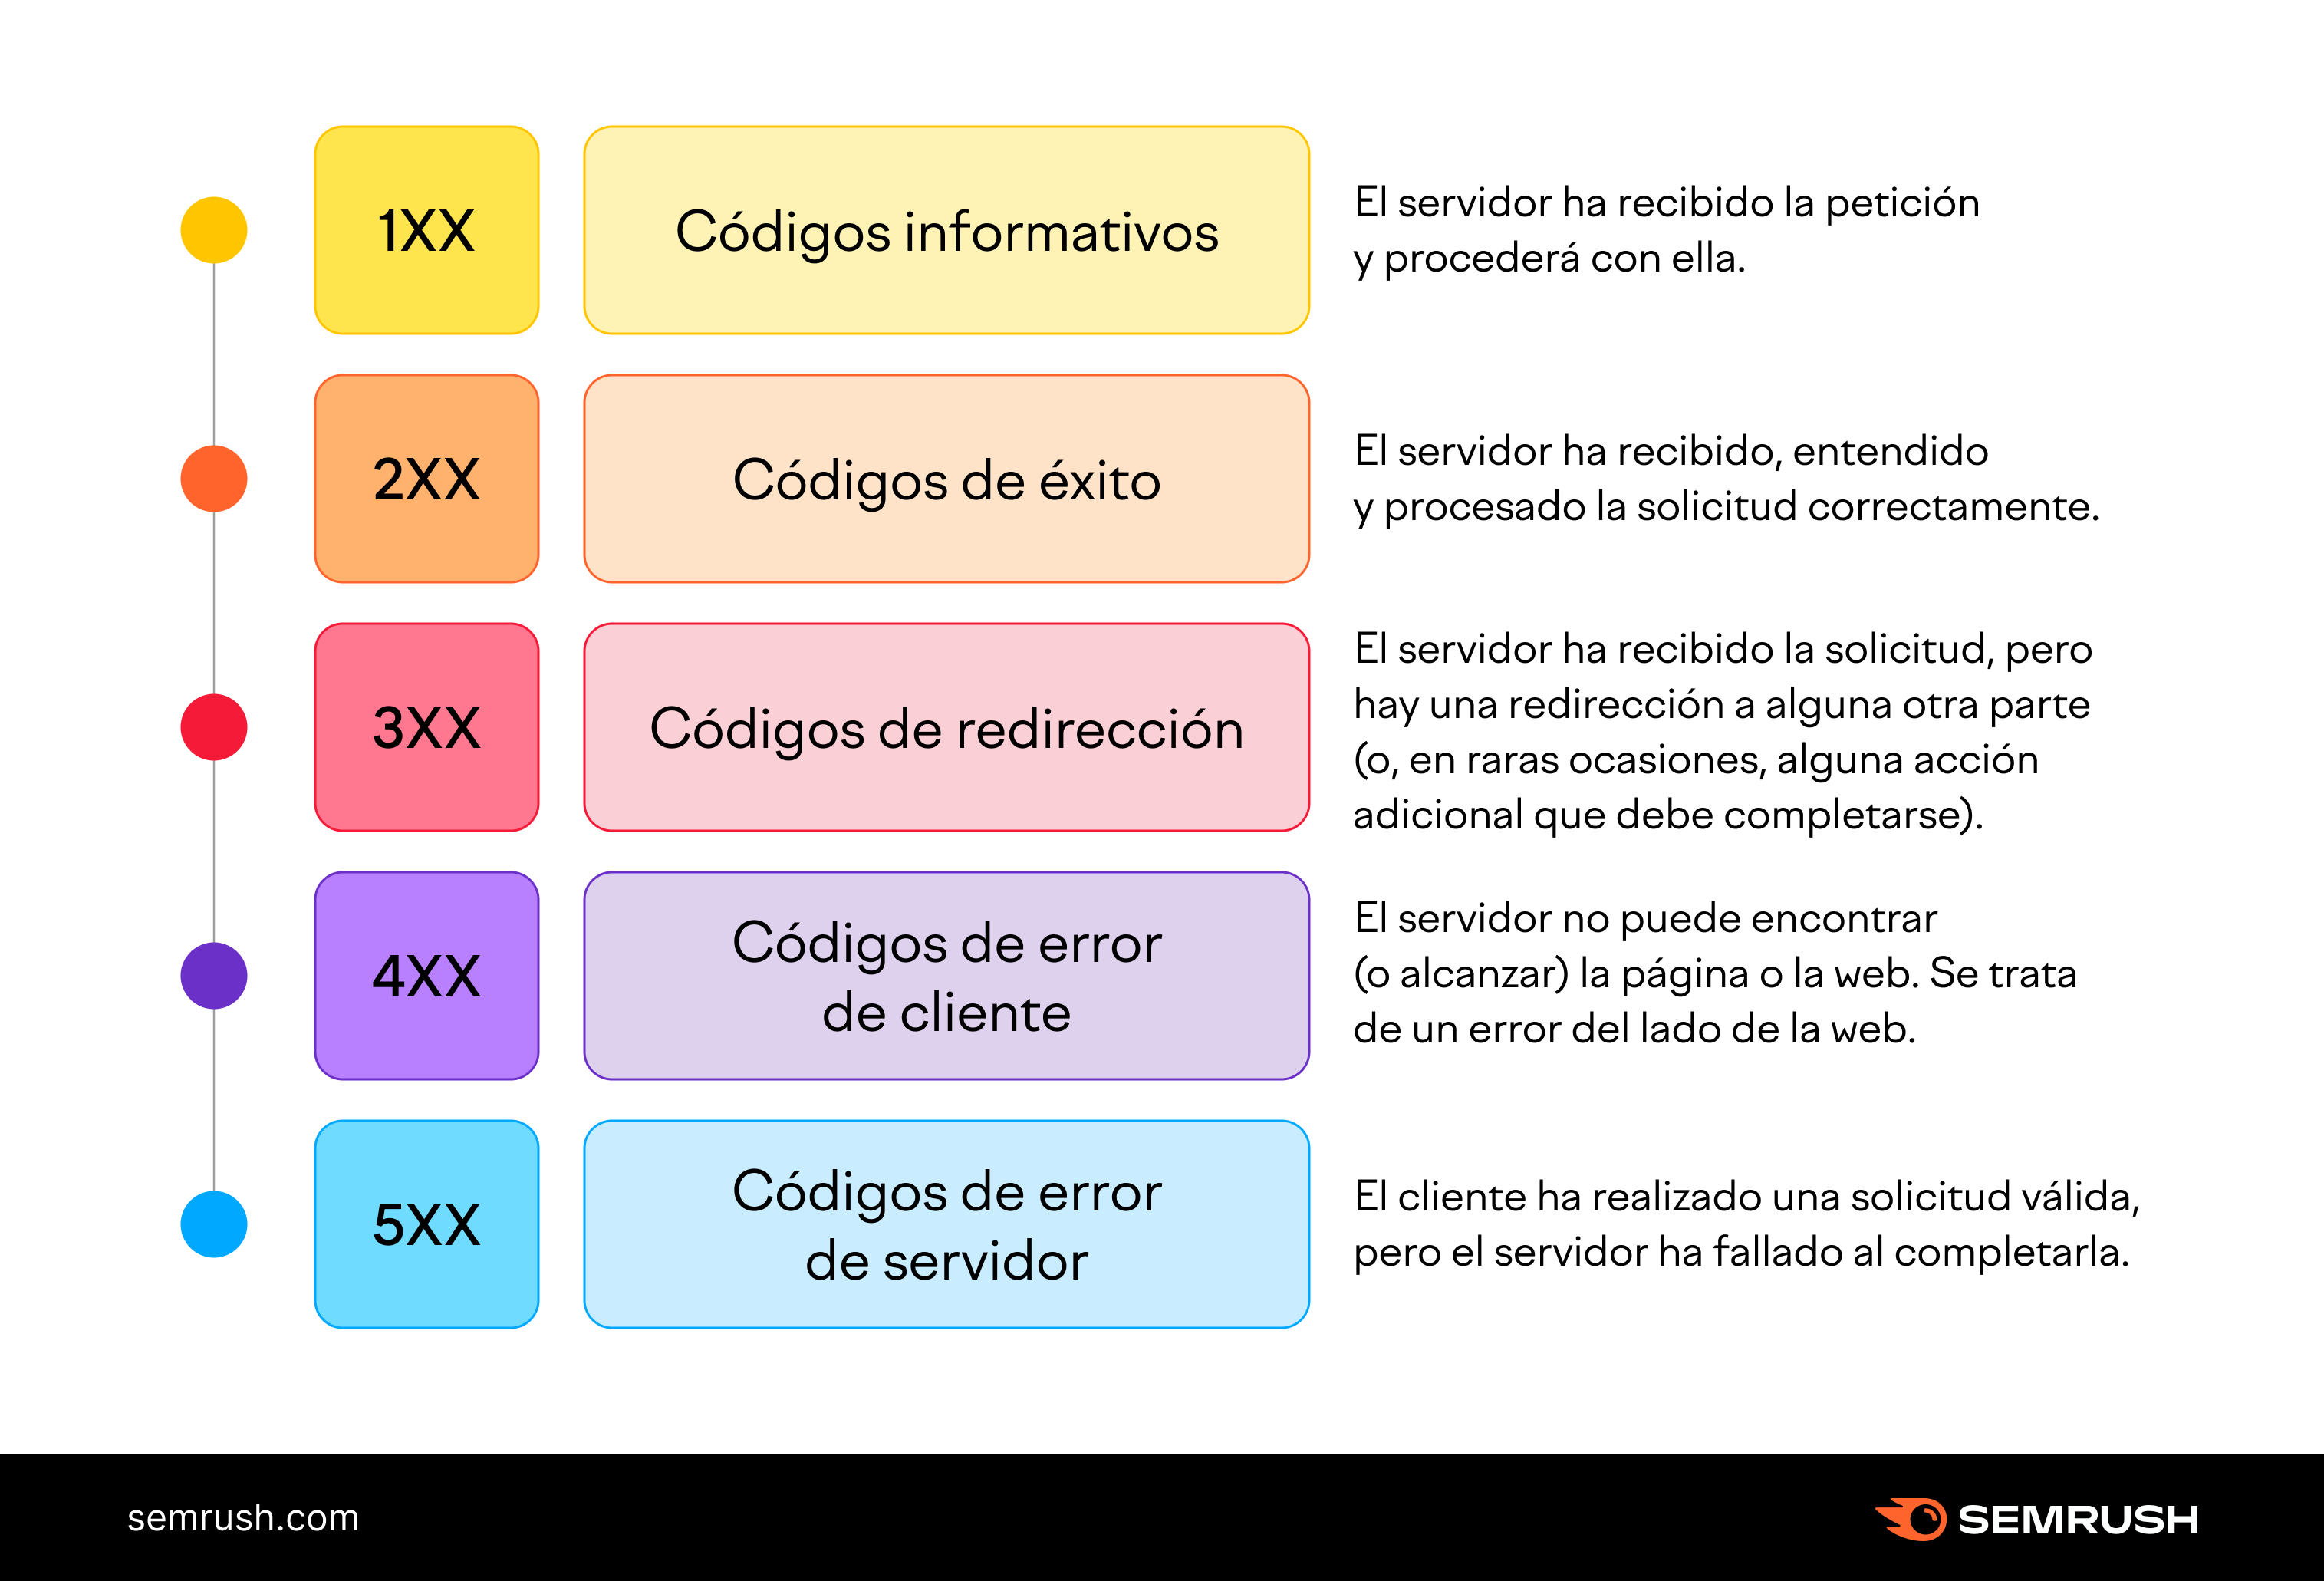 1XX
Códigos informativos
El servidor ha recibido la petición
y procederá con ella.
2XX
Códigos de éxito
El servidor ha recibido, entendido
y procesado la solicitud correctamente.
3XX
Códigos de redirección
El servidor ha recibido la solicitud, pero
hay una redirección a alguna otra parte
(o, en raras ocasiones, alguna acción
adicional que debe completarse).
4XX
Códigos de error
de cliente
El servidor no puede encontrar
(o alcanzar) la página o la web. Se trata
de un error del lado de la web.
5XX
Códigos de error
de servidor
El cliente ha realizado una solicitud válida,
pero el servidor ha fallado al completarla.
semrush.com
SEMRUSH